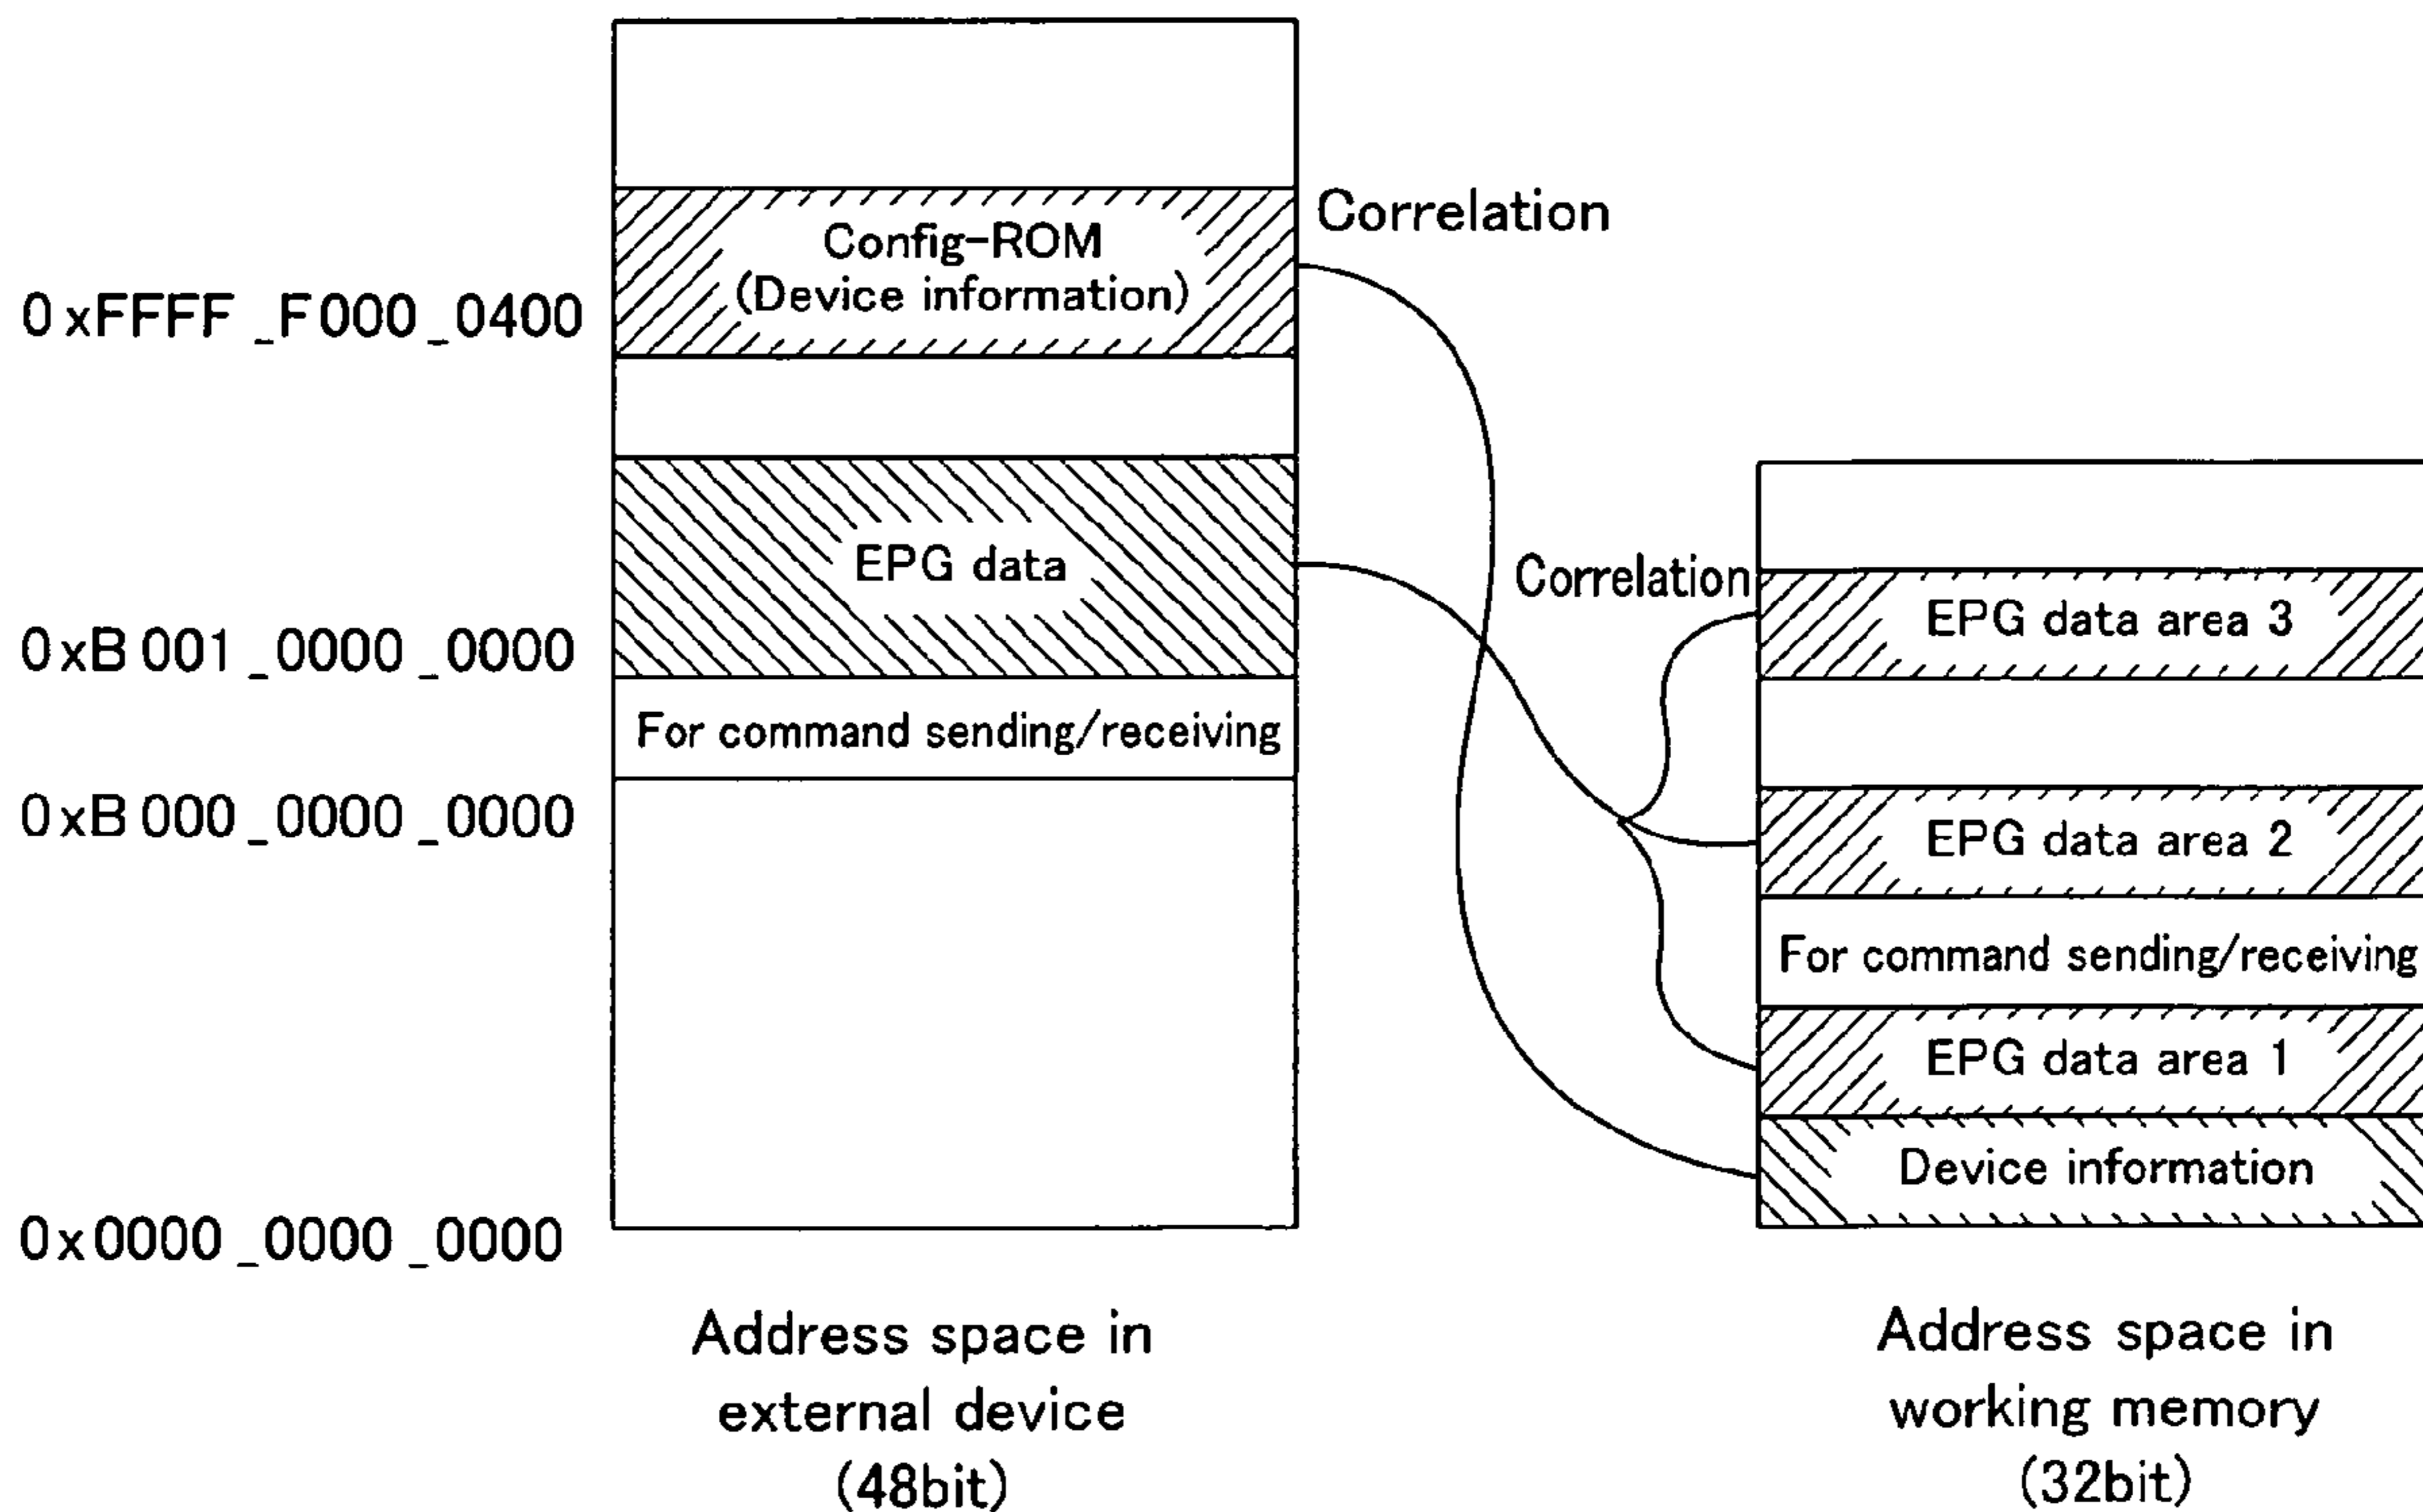 Config-ROM
(Device information)
Correlation
0xFFFF_F000_0400
EPG data
Correlation
EPG data area 3
0xB001_0000_0000
For command sending/receiving
0xB000_0000_0000
EPG data area 2
For command sending/receiving
EPG data area 1
Device information
0x0000_0000_0000
Address space in
external device
(48bit)
Address space in
working memory
(32bit)